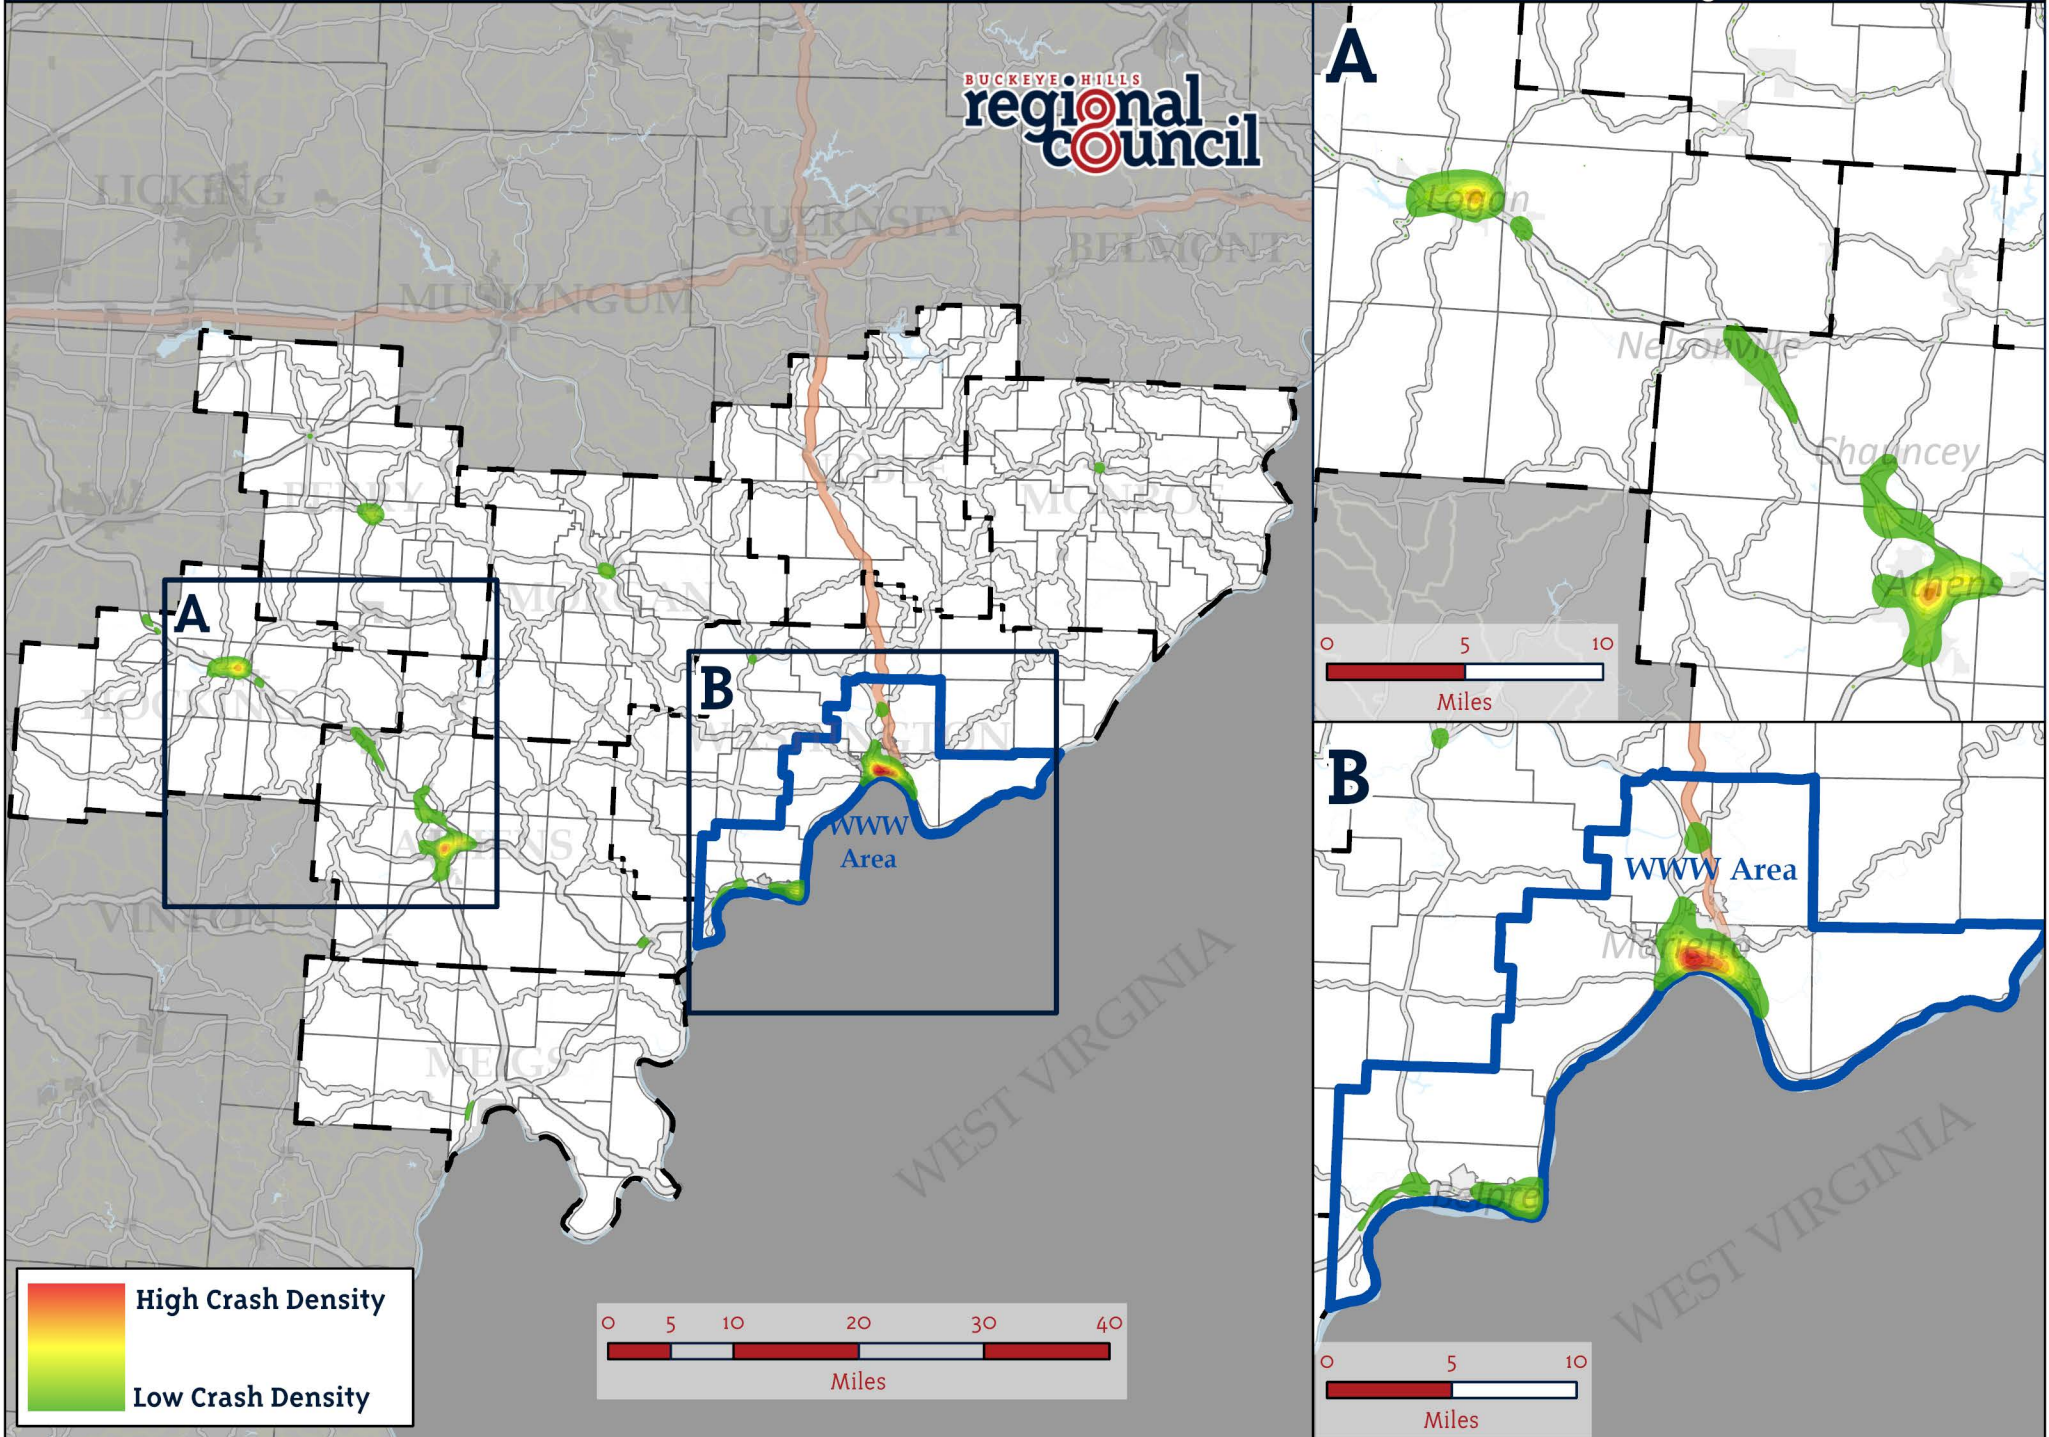 BUCKEYE HILLS
regional
council
LICKING
GUERNSEY
BELMONT
MUSKINGUM
PERRY
NOBLE
MONROE
MORGAN
A
HOCKING
B
WASHINGTON
WWW
Area
ATHENS
VINTON
MEIGS
WEST VIRGINIA
High Crash Density
Low Crash Density
0 5 10 20 30 40
Miles
A
Logan
Nelsonville
Chauncey
Athens
0 5 10
Miles
B
WWW Area
Marietta
Belpre
WEST VIRGINIA
0 5 10
Miles